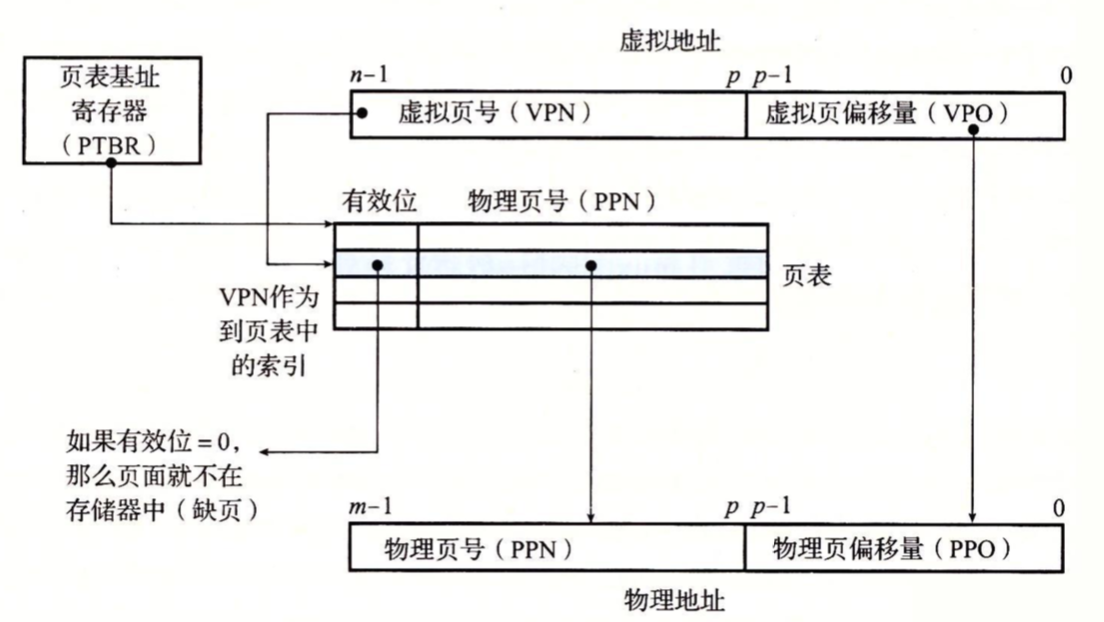 虚拟地址
页表基址
寄存器
（PTBR）
n-1
p p-1
0
虚拟页号（VPN）
虚拟页偏移量（VPO）
有效位
物理页号（PPN）
页表
VPN作为
到页表中
的索引
如果有效位=0，
那么页面就不在
存储器中（缺页）
m-1
p p-1
0
物理页号（PPN）
物理页偏移量（PPO）
物理地址